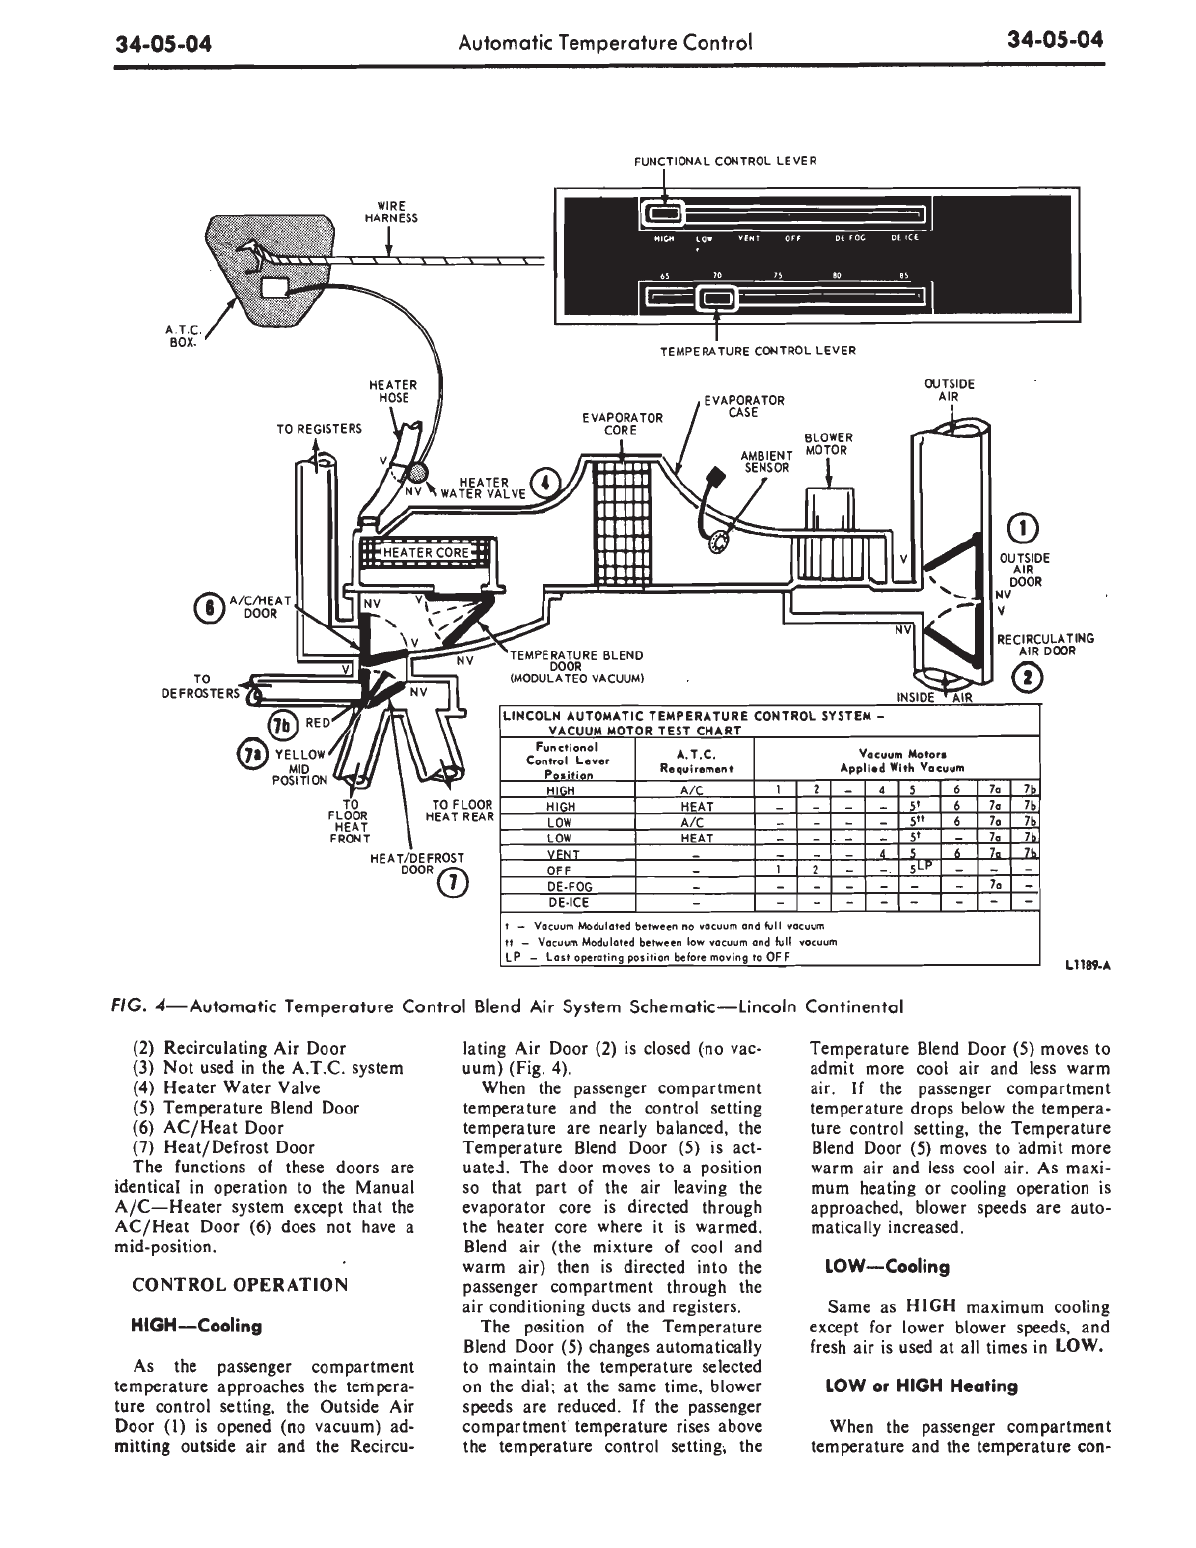 34-05-04
Automatic Temperature Control
34-05-04
FUNCTIONAL CONTROL LEVER
WIRE
HARNESS
HIGH LOW VENT OFF DE FOG DE ICE
65 70 75 80 85
A.T.C.
BOX.
TEMPERATURE CONTROL LEVER
HEATER
HOSE
OUTSIDE
AIR
EVAPORATOR
CASE
EVAPORATOR
CORE
TO REGISTERS
BLOWER
MOTOR
AMBIENT
SENSOR
V
HEATER
WATER VALVE
4
NV
1
HEATER CORE
V
OUTSIDE
AIR
DOOR
NV
V
6
A/C/HEAT
DOOR
NV
V
NV
V
RECIRCULATING
AIR DOOR
2
NV
TEMPERATURE BLEND
DOOR
(MODULATED VACUUM)
V
NV
TO
DEFROSTERS
INSIDE AIR
7b
RED
7a
YELLOW
MID
POSITION
TO
FLOOR
HEAT
FRONT
TO FLOOR
HEAT REAR
HEAT/DEFROST
DOOR
7
LINCOLN AUTOMATIC TEMPERATURE CONTROL SYSTEM –
VACUUM MOTOR TEST CHART
Functional
Control Lever
Position
A.T.C.
Requirement
Vacuum Motors
Applied With Vacuum
HIGH A/C 1 2 – 4 5 6 7a 7b
HIGH HEAT – – – – 5† 6 7a 7b
LOW A/C – – – – 5†† 6 7a 7b
LOW HEAT – – – – 5† – 7a 7b
VENT – – – – 4 5 6 7a 7b
OFF – 1 2 – –. 5LP – – –
DE-FOG – – – – – – – 7a –
DE-ICE – – – – – – – – –
† – Vacuum Modulated between no vacuum and full vacuum
†† – Vacuum Modulated between low vacuum and full vacuum
LP – Last operating position before moving to OFF
L1189-A
FIG. 4—Automatic Temperature Control Blend Air System Schematic—Lincoln Continental
(2) Recirculating Air Door
(3) Not used in the A.T.C. system
(4) Heater Water Valve
(5) Temperature Blend Door
(6) AC/Heat Door
(7) Heat/Defrost Door
The functions of these doors are
identical in operation to the Manual
A/C—Heater system except that the
AC/Heat Door (6) does not have a
mid-position.
CONTROL OPERATION
HIGH—Cooling
As the passenger compartment
temperature approaches the tempera-
ture control setting, the Outside Air
Door (1) is opened (no vacuum) ad-
mitting outside air and the Recircu-
lating Air Door (2) is closed (no vac-
uum) (Fig. 4).
When the passenger compartment
temperature and the control setting
temperature are nearly balanced, the
Temperature Blend Door (5) is act-
uated. The door moves to a position
so that part of the air leaving the
evaporator core is directed through
the heater core where it is warmed.
Blend air (the mixture of cool and
warm air) then is directed into the
passenger compartment through the
air conditioning ducts and registers.
The position of the Temperature
Blend Door (5) changes automatically
to maintain the temperature selected
on the dial; at the same time, blower
speeds are reduced. If the passenger
compartment temperature rises above
the temperature control setting, the
Temperature Blend Door (5) moves to
admit more cool air and less warm
air. If the passenger compartment
temperature drops below the tempera-
ture control setting, the Temperature
Blend Door (5) moves to admit more
warm air and less cool air. As maxi-
mum heating or cooling operation is
approached, blower speeds are auto-
matically increased.
LOW—Cooling
Same as HIGH maximum cooling
except for lower blower speeds, and
fresh air is used at all times in LOW.
LOW or HIGH Heating
When the passenger compartment
temperature and the temperature con-